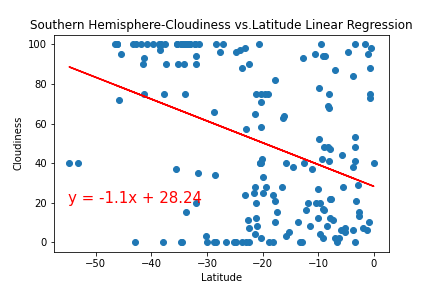 Southern Hemisphere-Cloudiness vs.Latitude Linear Regression
100
80
60
40
20
0
Cloudiness
y = -1.1x + 28.24
−50 −40 −30 −20 −10 0
Latitude